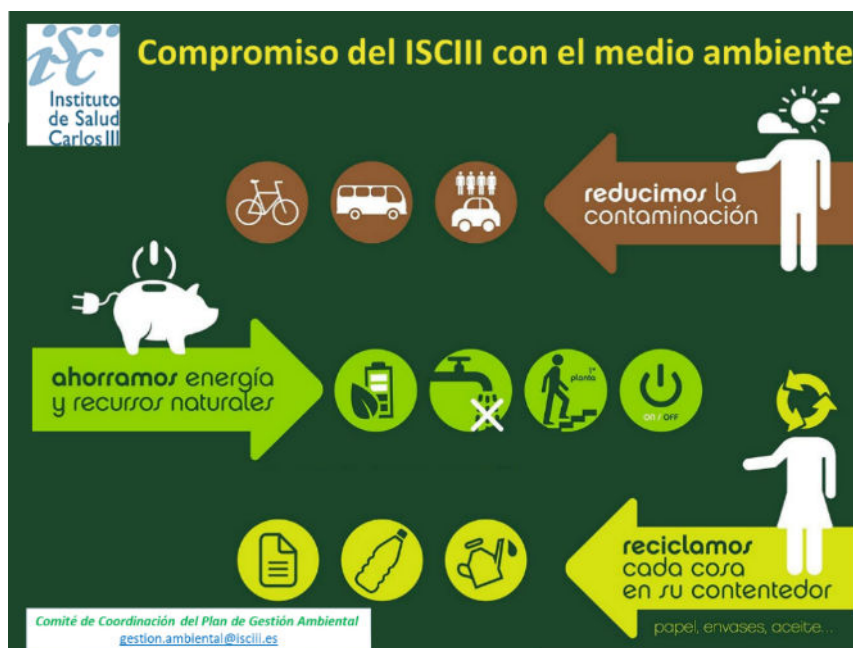 isc
Instituto
de Salud
Carlos III
Compromiso del ISCIII con el medio ambiente
reducimos la
contaminación
ahorramos energía
y recursos naturales
1ª
planta
ON / OFF
reciclamos
cada cosa
en su contentedor
papel, envases, aceite...
Comité de Coordinación del Plan de Gestión Ambiental
gestion.ambiental@isciii.es